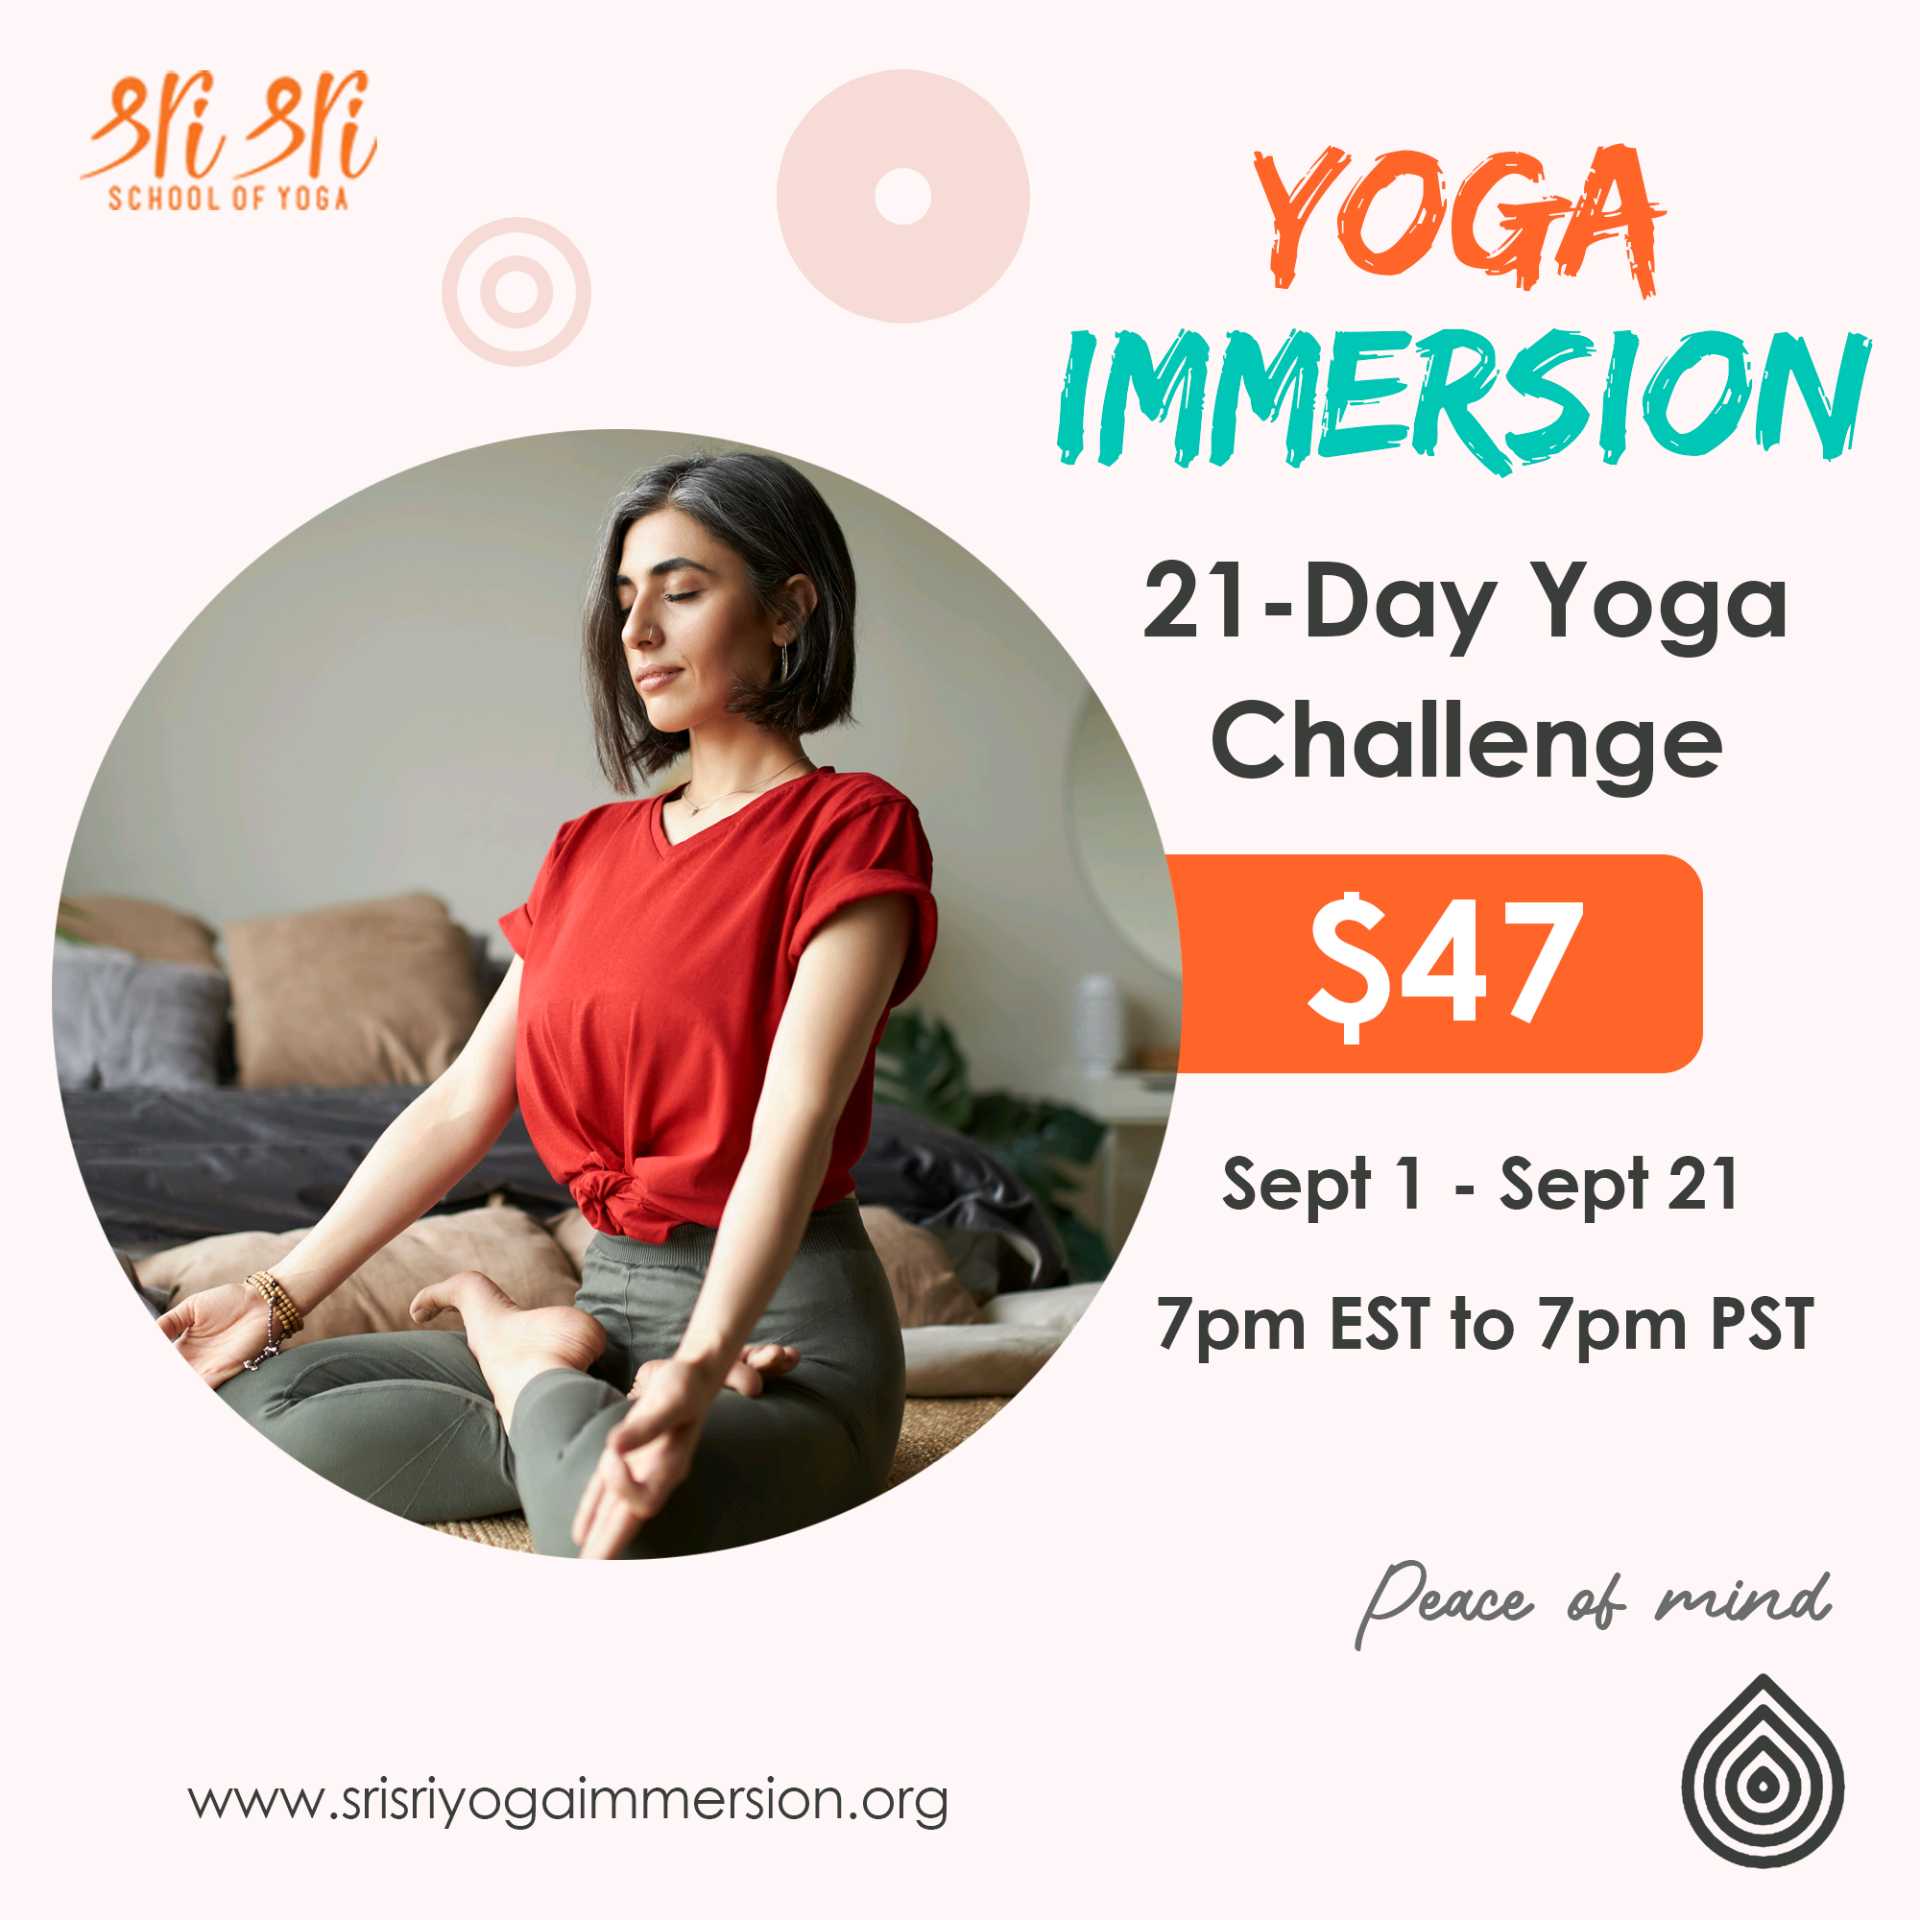 sri sri
SCHOOL OF YOGA
YOGA
IMMERSION
21-Day Yoga
Challenge
$47
Sept 1 - Sept 21
7pm EST to 7pm PST
Peace of mind
www.srisriyogaimmersion.org